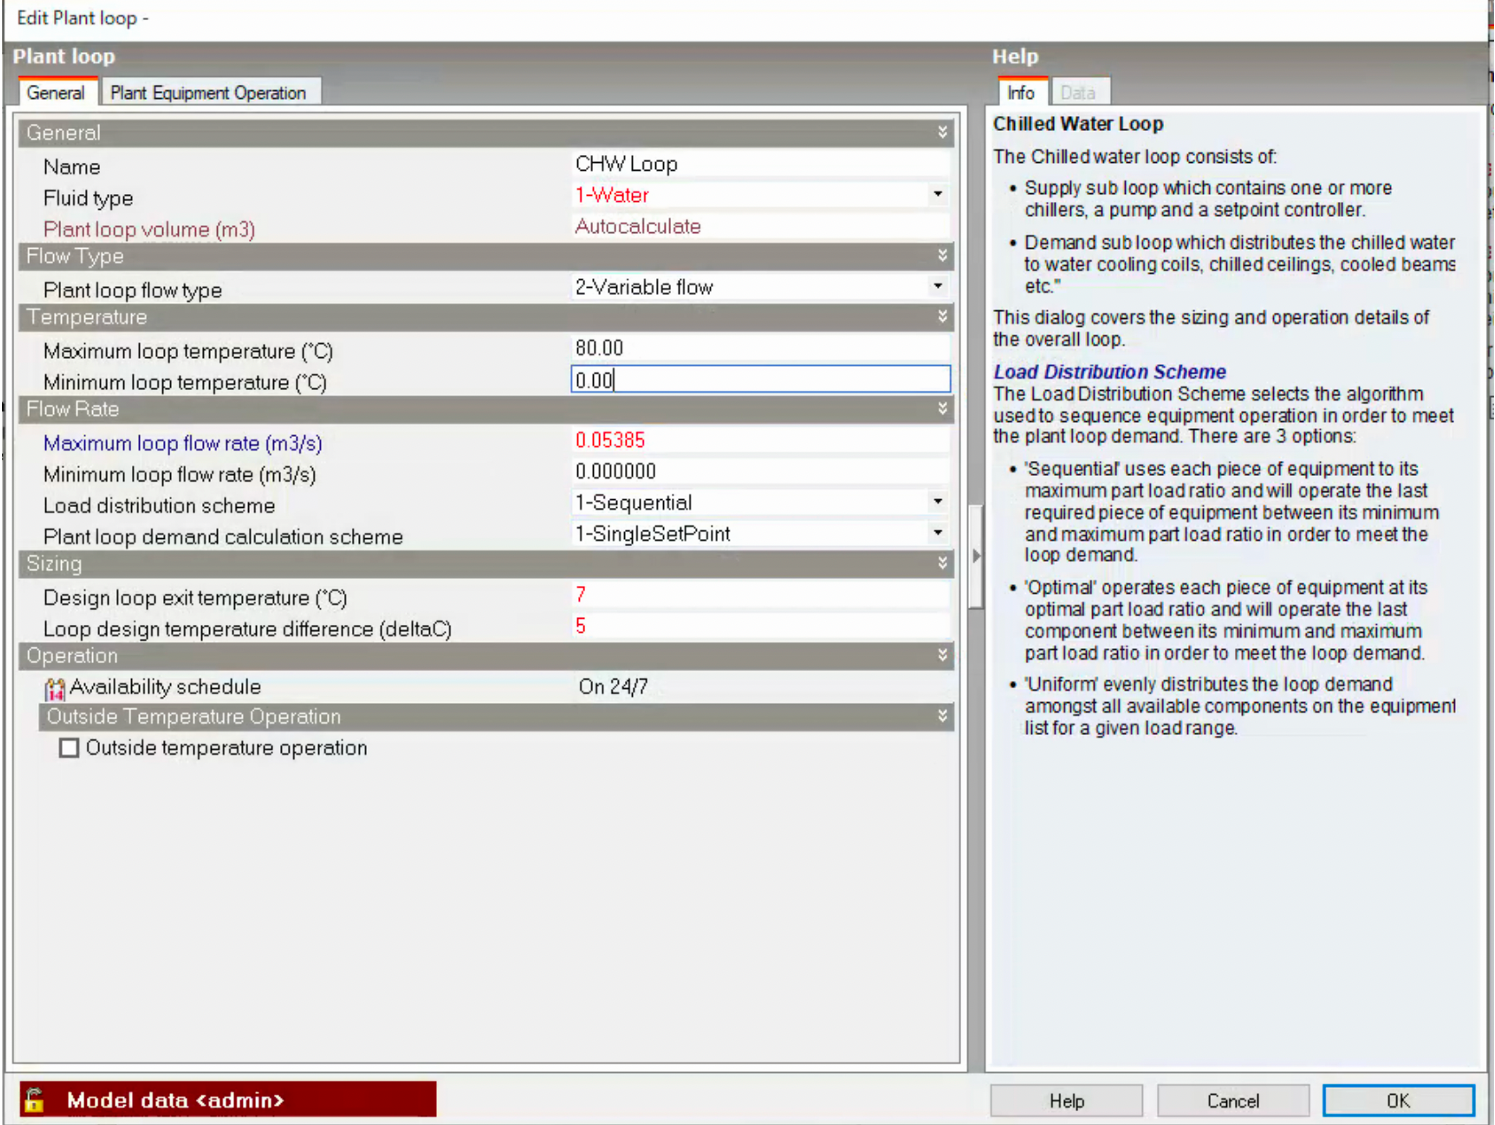 Edit Plant loop -
Plant loop
General
Plant Equipment Operation
General
Name
CHW Loop
Fluid type
1-Water
Plant loop volume (m3)
Autocalculate
Flow Type
Plant loop flow type
2-Variable flow
Temperature
Maximum loop temperature (°C)
80.00
Minimum loop temperature (°C)
0.00
Flow Rate
Maximum loop flow rate (m3/s)
0.05385
Minimum loop flow rate (m3/s)
0.000000
Load distribution scheme
1-Sequential
Plant loop demand calculation scheme
1-SingleSetPoint
Sizing
Design loop exit temperature (°C)
7
Loop design temperature difference (deltaC)
5
Operation
14
Availability schedule
On 24/7
Outside Temperature Operation
Outside temperature operation
Model data <admin>
Help
Info
Data
Chilled Water Loop
The Chilled water loop consists of:
• Supply sub loop which contains one or more
chillers, a pump and a setpoint controller.
• Demand sub loop which distributes the chilled water
to water cooling coils, chilled ceilings, cooled beams
etc."
This dialog covers the sizing and operation details of
the overall loop.
Load Distribution Scheme
The Load Distribution Scheme selects the algorithm
used to sequence equipment operation in order to meet
the plant loop demand. There are 3 options:
• 'Sequential' uses each piece of equipment to its
maximum part load ratio and will operate the last
required piece of equipment between its minimum
and maximum part load ratio in order to meet the
loop demand.
• 'Optimal' operates each piece of equipment at its
optimal part load ratio and will operate the last
component between its minimum and maximum
part load ratio in order to meet the loop demand.
• 'Uniform' evenly distributes the loop demand
amongst all available components on the equipment
list for a given load range.
Help
Cancel
OK